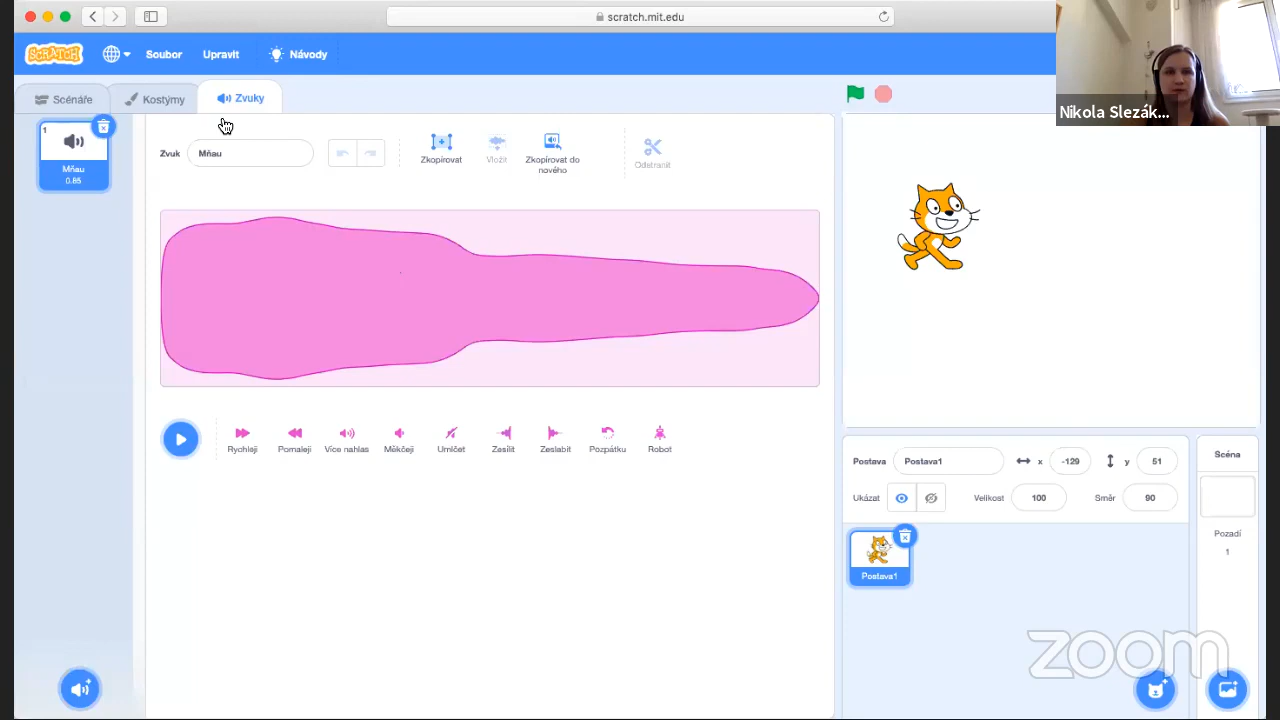 scratch.mit.edu
SCRATCH
Soubor
Upravit
Návody
Scénáře
Kostýmy
Zvuky
Nikola Slezák...
1
Mňau
0.85
Zvuk
Mňau
Zkopírovat
Vložit
Zkopírovat do
nového
Odstranit
Rychleji
Pomaleji
Více nahlas
Měkčeji
Umlčet
Zesílit
Zeslabit
Pozpátku
Robot
Postava
Postava1
x
-129
y
51
Ukázat
Velikost
100
Směr
90
Postava1
Scéna
Pozadí
1
zoom